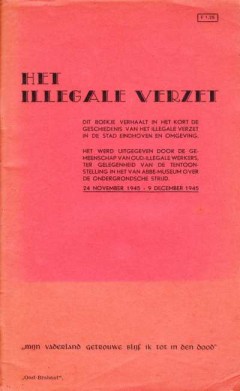 HET
ILLEGALE VERZET
DIT BOEKJE VERHAALT IN HET KORT DE
GESCHIEDENIS VAN HET ILLEGALE VERZET
IN DE STAD EINDHOVEN EN OMGEVING.
HET WERD UITGEGEVEN DOOR DE GE-
MEENSCHAP VAN OUD-ILLEGALE WERKERS,
TER GELEGENHEID VAN DE TENTOON-
STELLING IN HET VAN ABBE-MUSEUM OVER
DE ONDERGRONDSCHE STRIJD.
24 NOVEMBER 1945 - 9 DECEMBER 1945
„MIJN VADERLAND GETROUWE BLIJF IK TOT IN DEN DOOD"